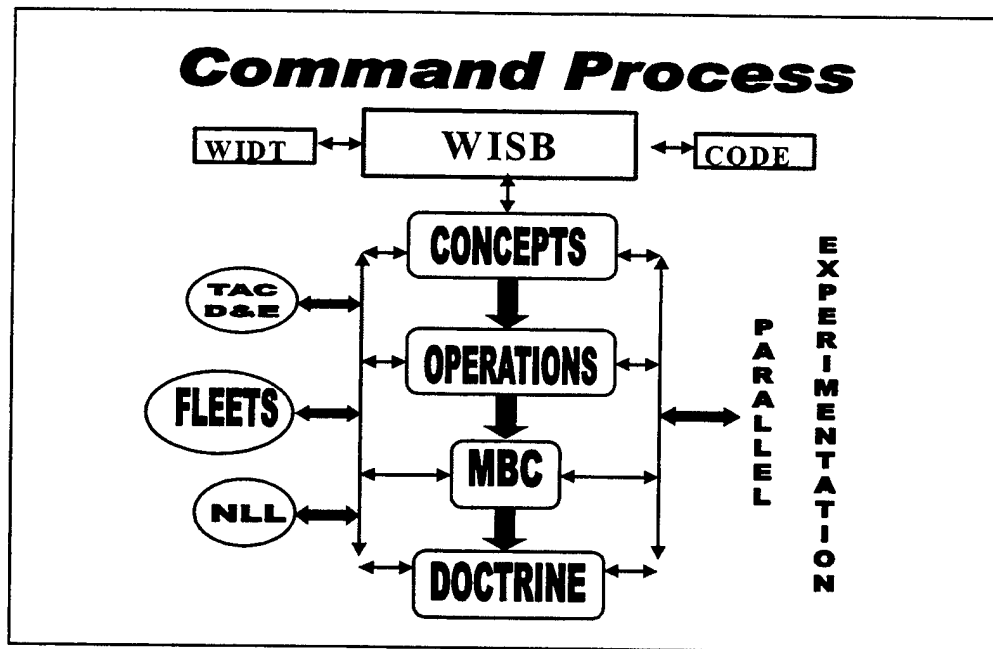 Command Process
WIDT
WISB
CODE
CONCEPTS
TAC
D&E
OPERATIONS
FLEETS
MBC
NLL
DOCTRINE
PARALLEL
EXPERIMENTATION